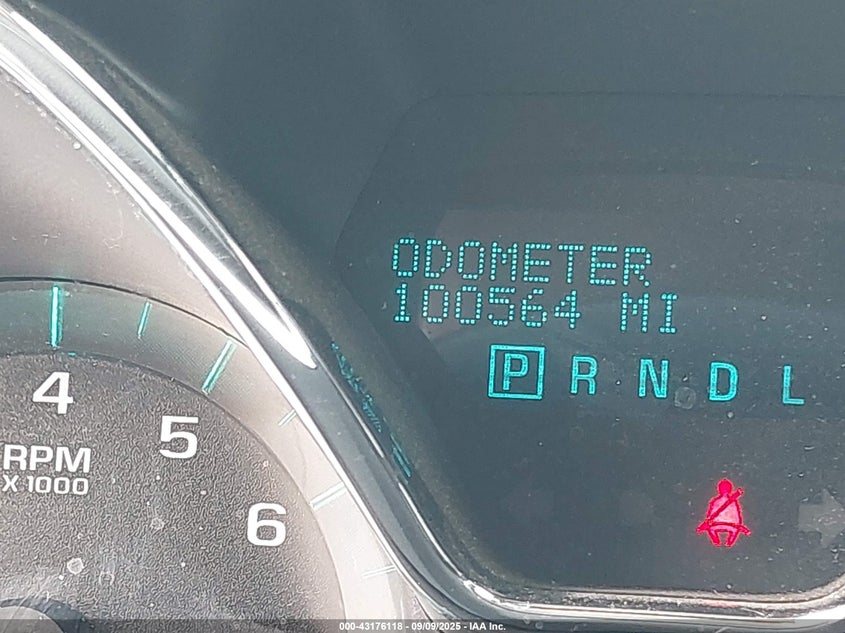 ODOMETER
100564 MI
P R N D L
4
5
RPM
X 1000
6
000-43176118 - 09/09/2025 - IAA Inc.